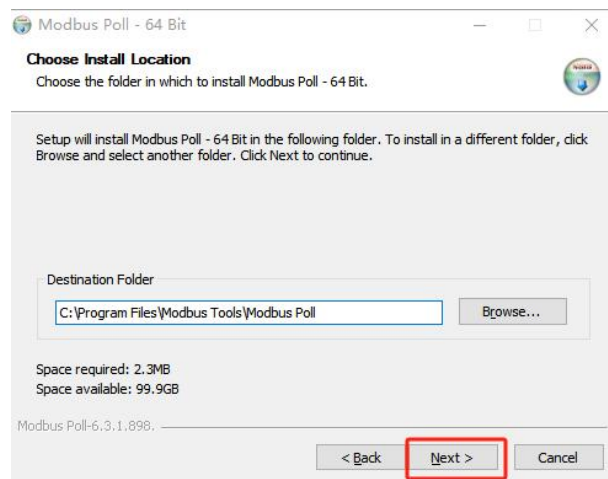 Modbus Poll - 64 Bit
Choose Install Location
Choose the folder in which to install Modbus Poll - 64 Bit.
Setup will install Modbus Poll - 64 Bit in the following folder. To install in a different folder, click
Browse and select another folder. Click Next to continue.
Destination Folder
C:\Program Files\Modbus Tools\Modbus Poll
Browse...
Space required: 2.3MB
Space available: 99.9GB
Modbus Poll-6.3.1.898.
< Back
Next >
Cancel